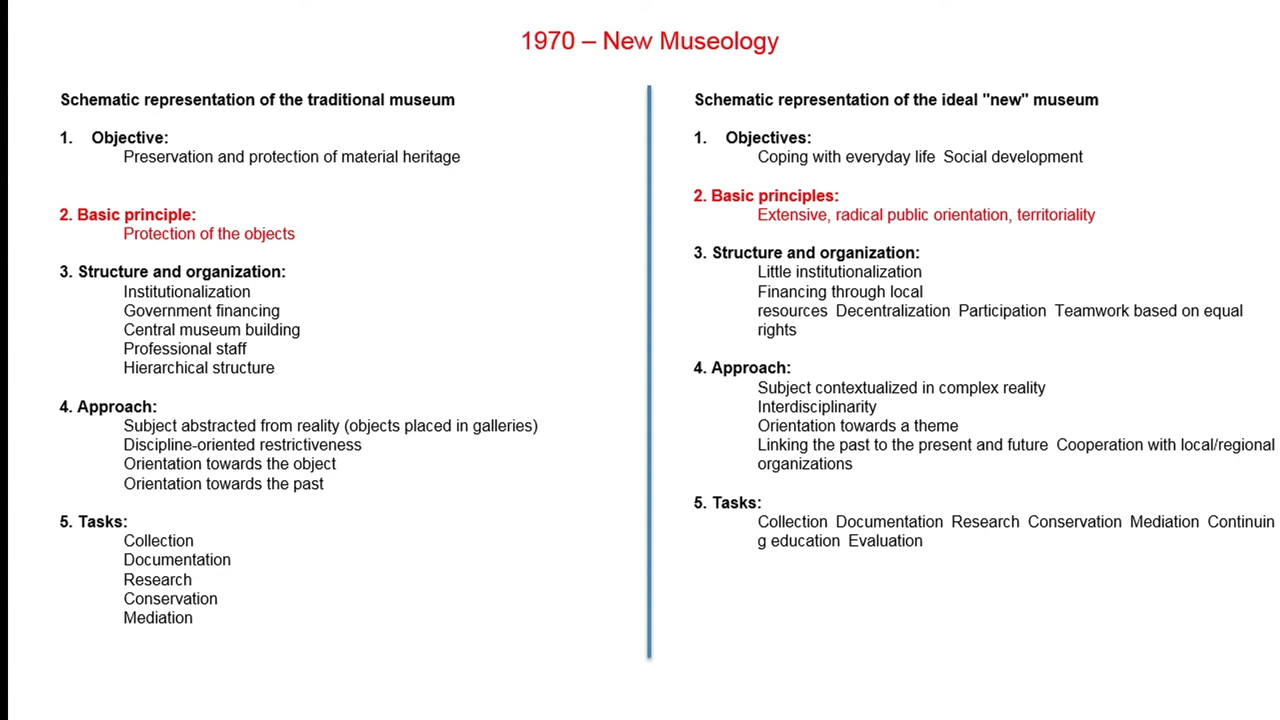 1970 – New Museology
Schematic representation of the traditional museum
1. Objective:
Preservation and protection of material heritage
2. Basic principle:
Protection of the objects
3. Structure and organization:
Institutionalization
Government financing
Central museum building
Professional staff
Hierarchical structure
4. Approach:
Subject abstracted from reality (objects placed in galleries)
Discipline-oriented restrictiveness
Orientation towards the object
Orientation towards the past
5. Tasks:
Collection
Documentation
Research
Conservation
Mediation
Schematic representation of the ideal "new" museum
1. Objectives:
Coping with everyday life Social development
2. Basic principles:
Extensive, radical public orientation, territoriality
3. Structure and organization:
Little institutionalization
Financing through local
resources Decentralization Participation Teamwork based on equal
rights
4. Approach:
Subject contextualized in complex reality
Interdisciplinarity
Orientation towards a theme
Linking the past to the present and future Cooperation with local/regional
organizations
5. Tasks:
Collection Documentation Research Conservation Mediation Continuin
g education Evaluation